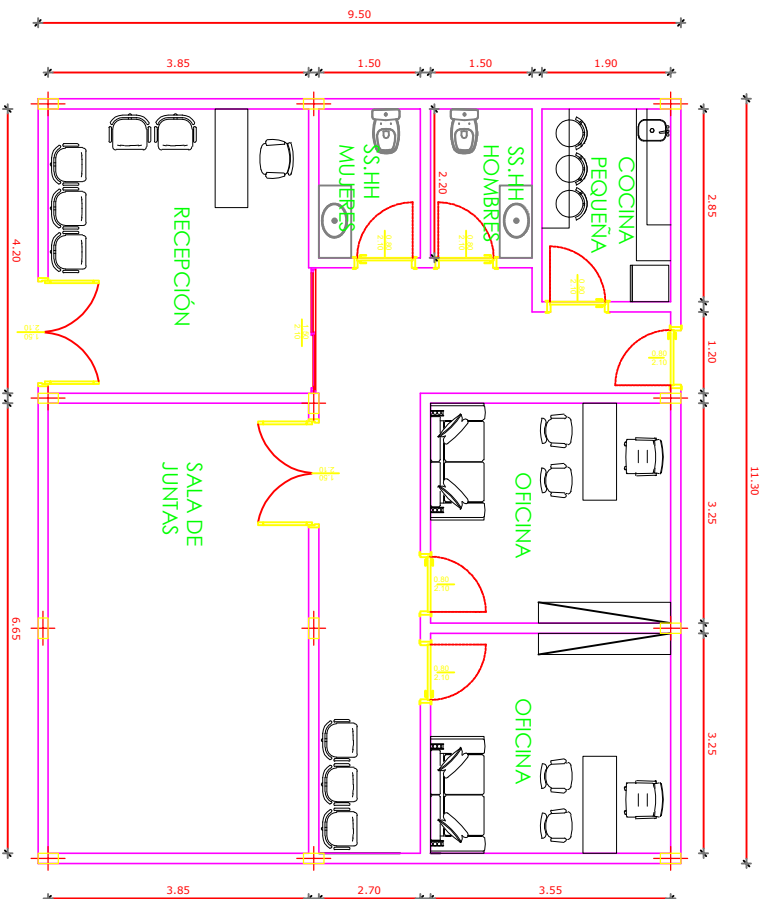 9.50
3.85
1.50
1.50
1.90
RECEPCIÓN
SS.HH
MUJERES
SS.HH
HOMBRES
COCINA
PEQUEÑA
2.20
2.85
4.20
1.20
11.30
SALA DE
JUNTAS
OFICINA
3.25
6.65
OFICINA
3.25
3.85
2.70
3.55